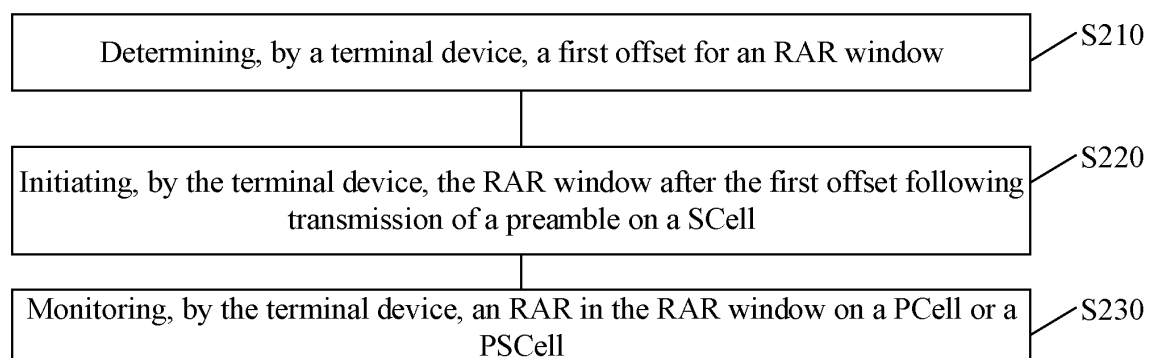 Determining, by a terminal device, a first offset for an RAR window
S210
Initiating, by the terminal device, the RAR window after the first offset following
transmission of a preamble on a SCell
S220
Monitoring, by the terminal device, an RAR in the RAR window on a PCell or a
PSCell
S230